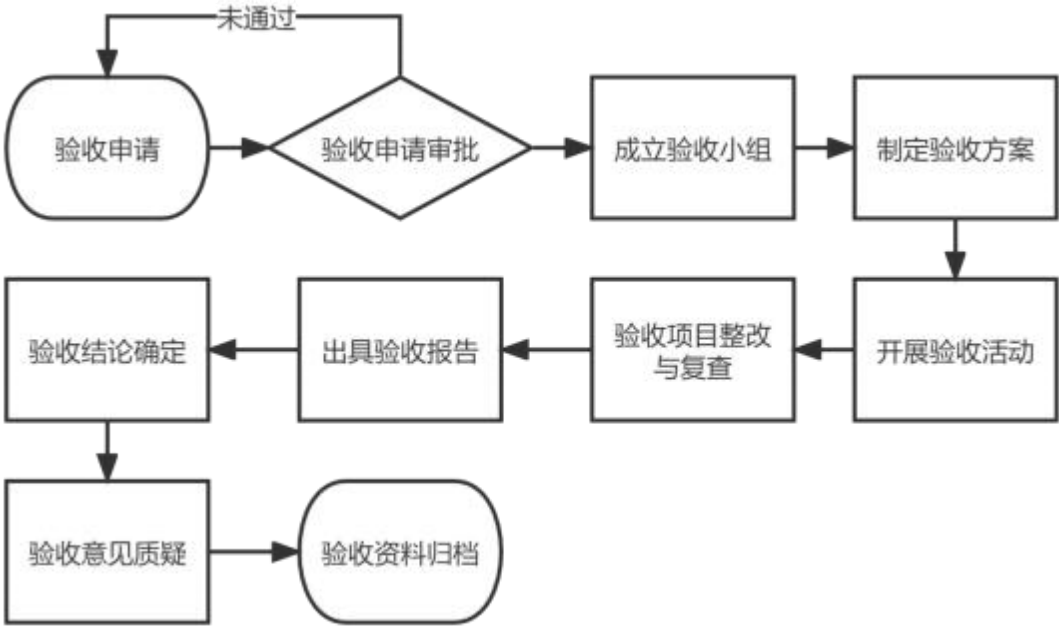 未通过
验收申请
验收申请审批
成立验收小组
制定验收方案
验收结论确定
出具验收报告
验收项目整改
与复查
开展验收活动
验收意见质疑
验收资料归档